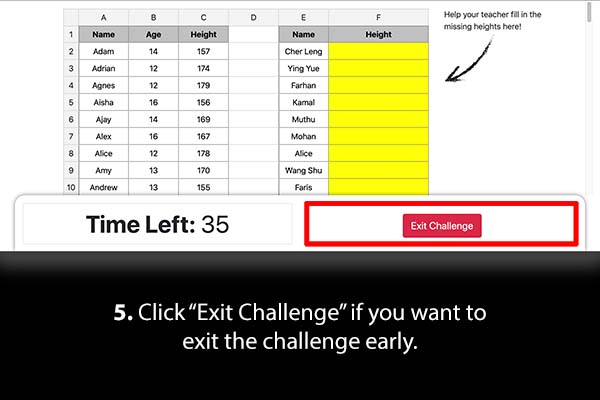 A B C D E F
1 Name Age Height Name Height
2 Adam 14 157 Cher Leng
3 Adrian 12 174 Ying Yue
4 Agnes 12 179 Farhan
5 Aisha 16 156 Kamal
6 Ajay 14 169 Muthu
7 Alex 16 167 Mohan
8 Alice 12 178 Alice
9 Amy 13 170 Wang Shu
10 Andrew 13 155 Faris
Help your teacher fill in the
missing heights here!
Time Left: 35
Exit Challenge
5. Click “Exit Challenge” if you want to
exit the challenge early.